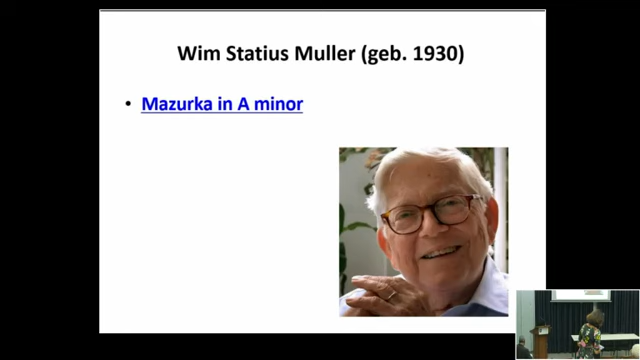 Wim Statius Muller (geb. 1930)
• Mazurka in A minor